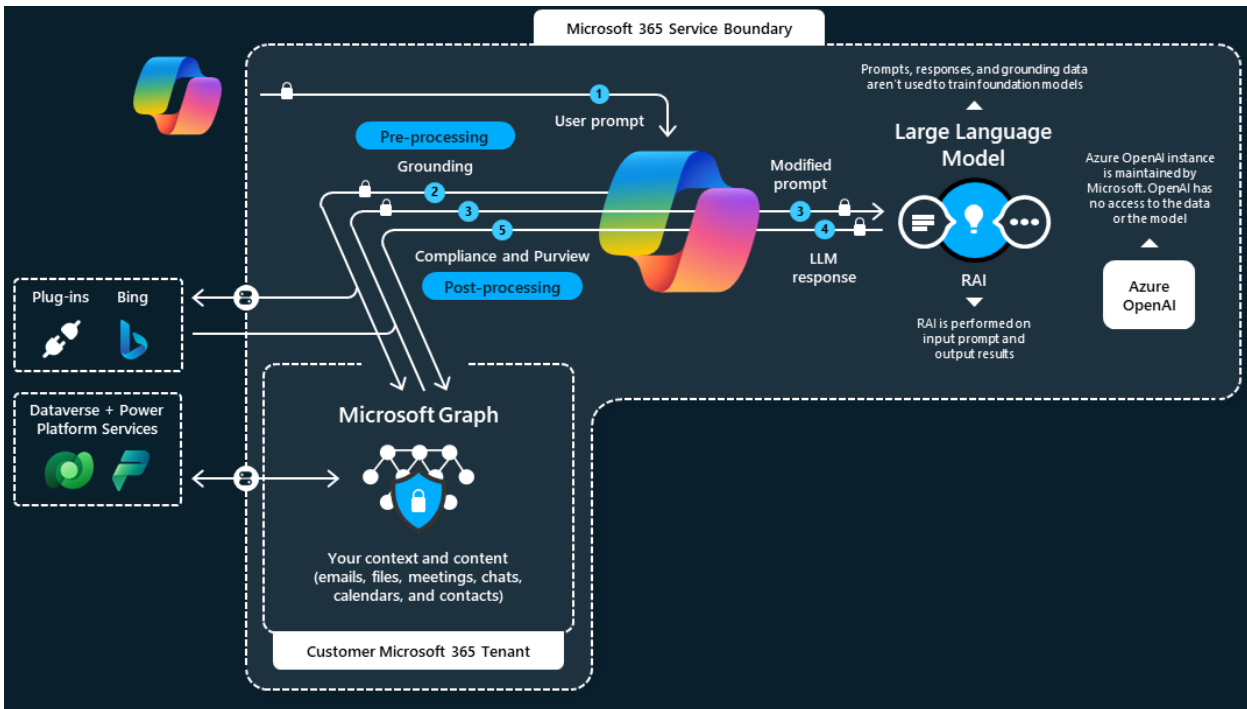 Microsoft 365 Service Boundary
Prompts, responses, and grounding data
aren't used to train foundation models
1
User prompt
Pre-processing
Grounding
2
3
5
Compliance and Purview
Post-processing
Modified
prompt
3
4
LLM
response
Large Language
Model
RAI
RAI is performed on
input prompt and
output results
Azure OpenAI instance
is maintained by
Microsoft. OpenAI has
no access to the data
or the model
Azure
OpenAI
Plug-ins
Bing
Dataverse + Power
Platform Services
Microsoft Graph
Your context and content
(emails, files, meetings, chats,
calendars, and contacts)
Customer Microsoft 365 Tenant